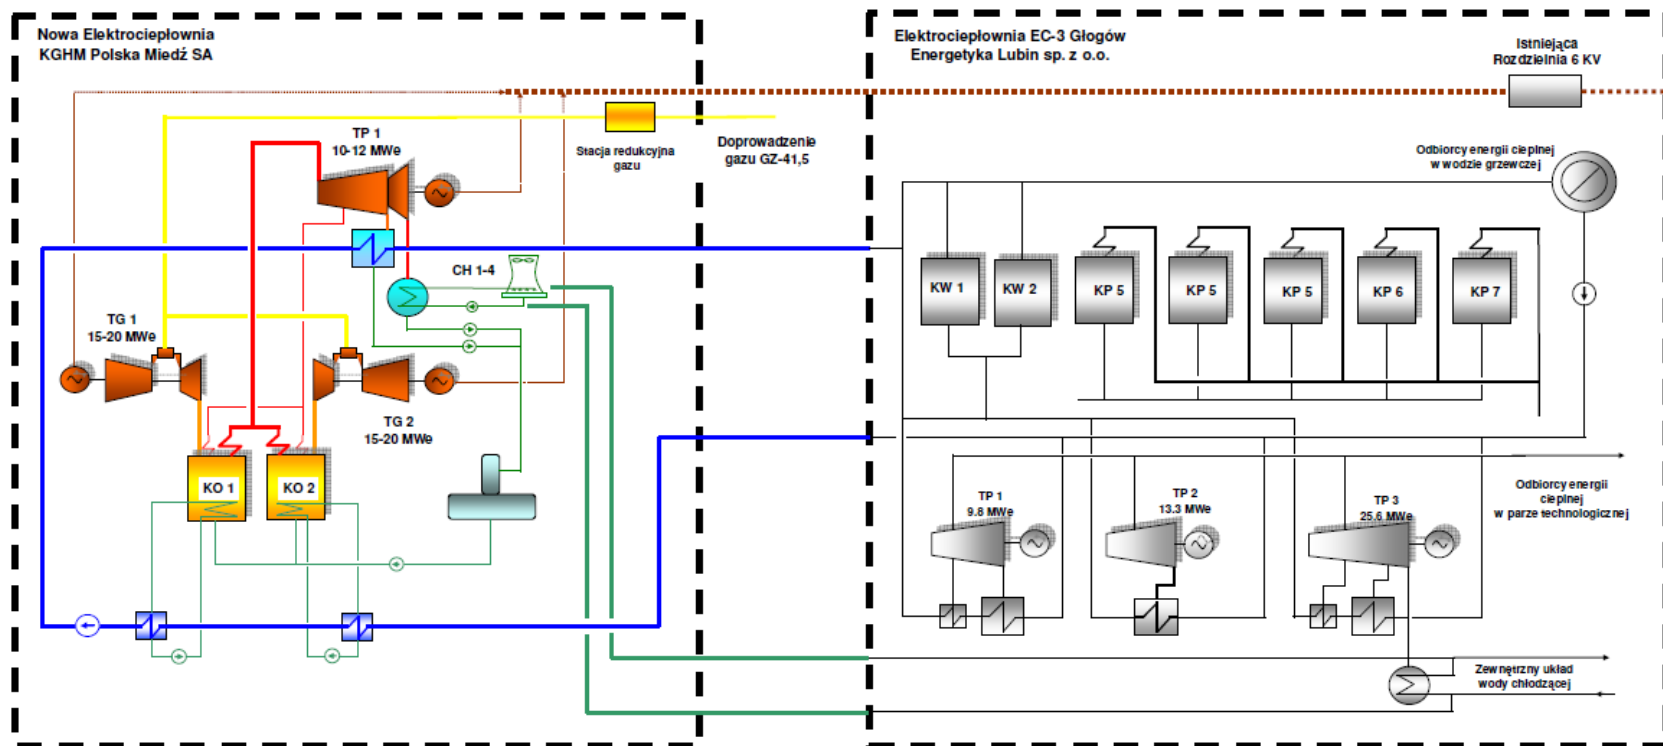 Nowa Elektrociepłownia
KGHM Polska Miedź SA
Elektrociepłownia EC-3 Głogów
Energetyka Lubin sp. z o.o.
Istniejąca
Rozdzielnia 6 KV
TP 1
10-12 MWe
Stacja redukcyjna
gazu
Doprowadzenie
gazu GZ-41,5
Odbiorcy energii cieplnej
w wodzie grzewczej
CH 1-4
KW 1
KW 2
KP 5
KP 5
KP 5
KP 6
KP 7
TG 1
15-20 MWe
TG 2
15-20 MWe
KO 1
KO 2
TP 1
9.8 MWe
TP 2
13.3 MWe
TP 3
25.6 MWe
Odbiorcy energii
cieplnej
w parze technologicznej
Zewnętrzny układ
wody chłodzącej